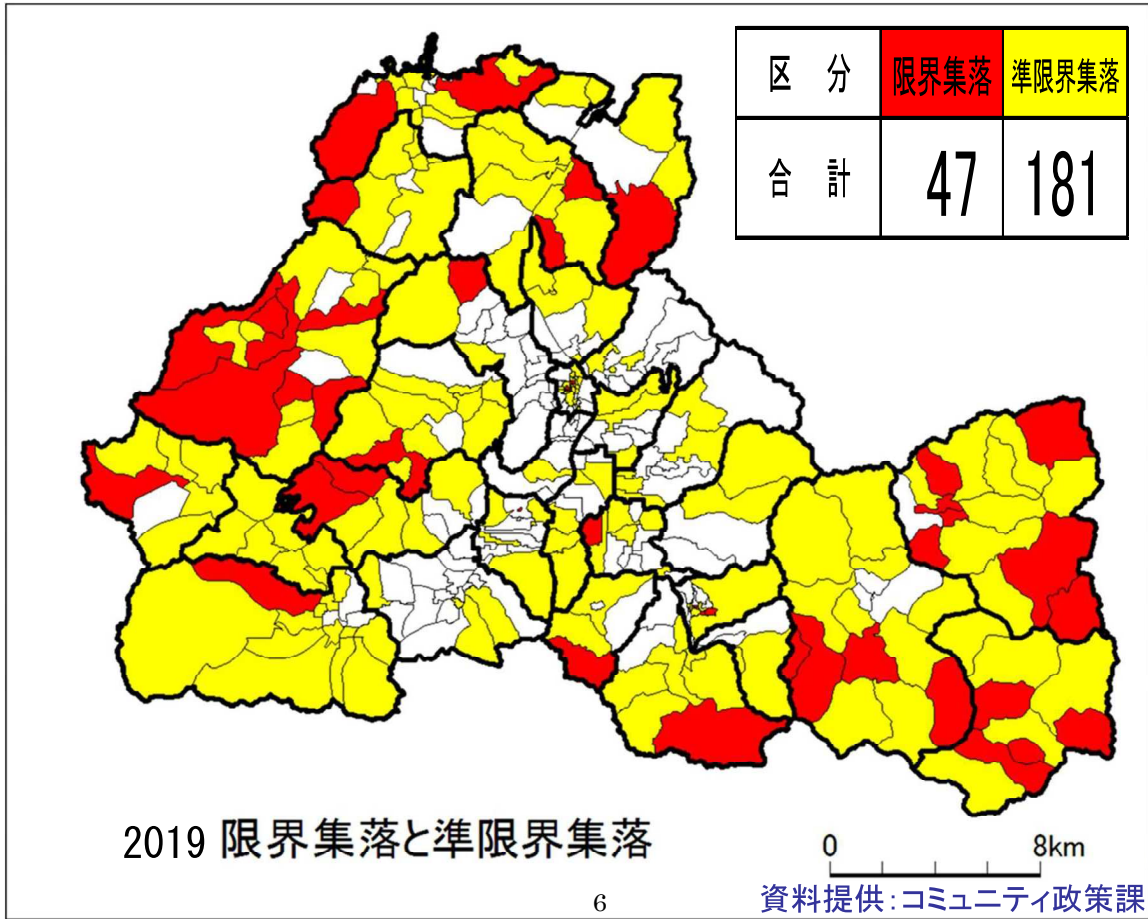 区 分 限界集落 準限界集落
合 計 47 181
2019 限界集落と準限界集落
0 8km
6
資料提供:コミュニティ政策課